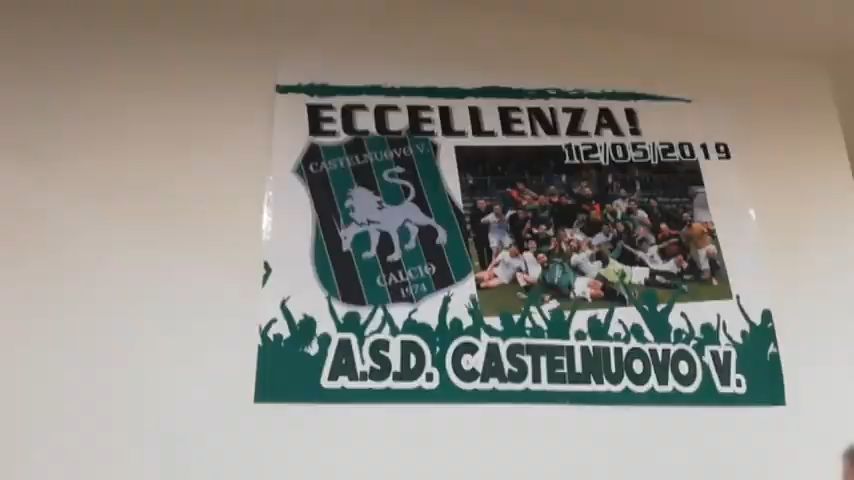 ECCELLENZA!
12/05/2019
CASTELNUOVO V.
CALCIO
1974
A.S.D. CASTELNUOVO V.